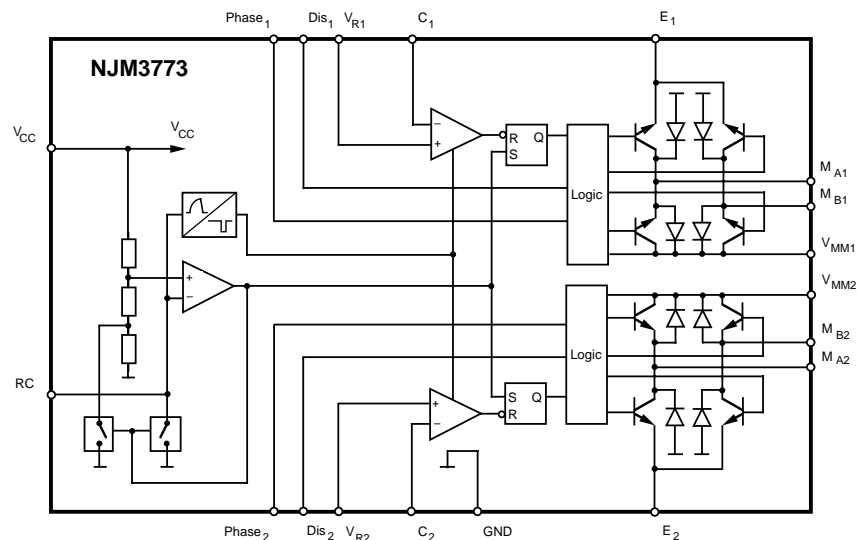 Phase1 Dis1 VR1 C1 E1
NJM3773
VCC
VCC
RC
R
S
Q
Logic
MA1
MB1
VMM1
VMM2
MB2
MA2
Logic
S
R
Q
+
−
+
−
+
−
+
−
Phase2 Dis2 VR2 C2 GND E2